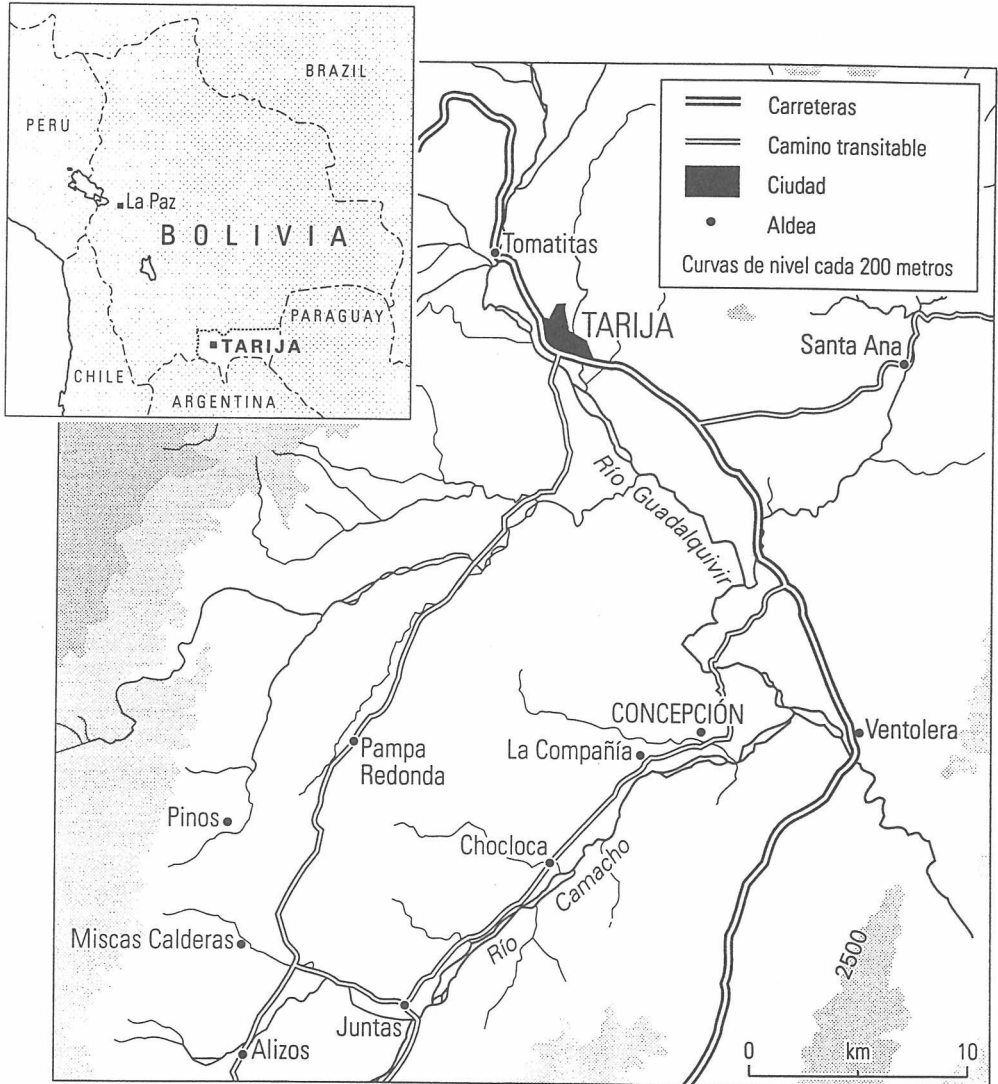 BRAZIL
PERU
La Paz
BOLIVIA
PARAGUAY
TARIJA
CHILE
ARGENTINA
Carreteras
Camino transitable
Ciudad
Aldea
Curvas de nivel cada 200 metros
Tomatitas
TARIJA
Santa Ana
Río Guadalquivir
CONCEPCIÓN
Ventolera
La Compañía
Pampa
Redonda
Pinos
Chocloca
Río Camacho
Miscas Calderas
2500
Juntas
Alizos
0 km 10